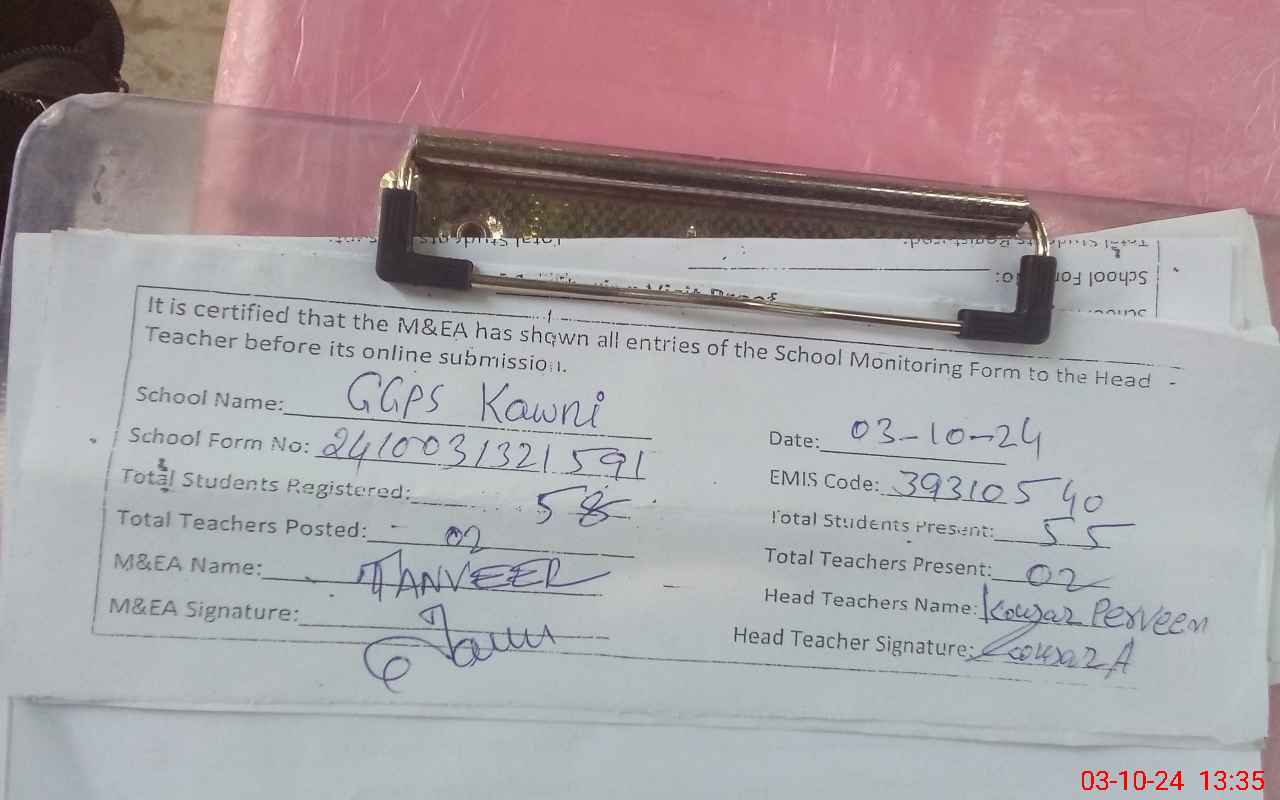 It is certified that the M&EA has shown all entries of the School Monitoring Form to the Head
Teacher before its online submission.
School Name: GGPS Kawni
Date: 03-10-24
School Form No: 2410031321591
EMIS Code: 39310540
Total Students Registered: 58
Total Students Present: 55
Total Teachers Posted: 02
Total Teachers Present: 02
M&EA Name: TANVEER
Head Teachers Name: Kousar Perveen
M&EA Signature:
Head Teacher Signature: Kousar A
03-10-24 13:35